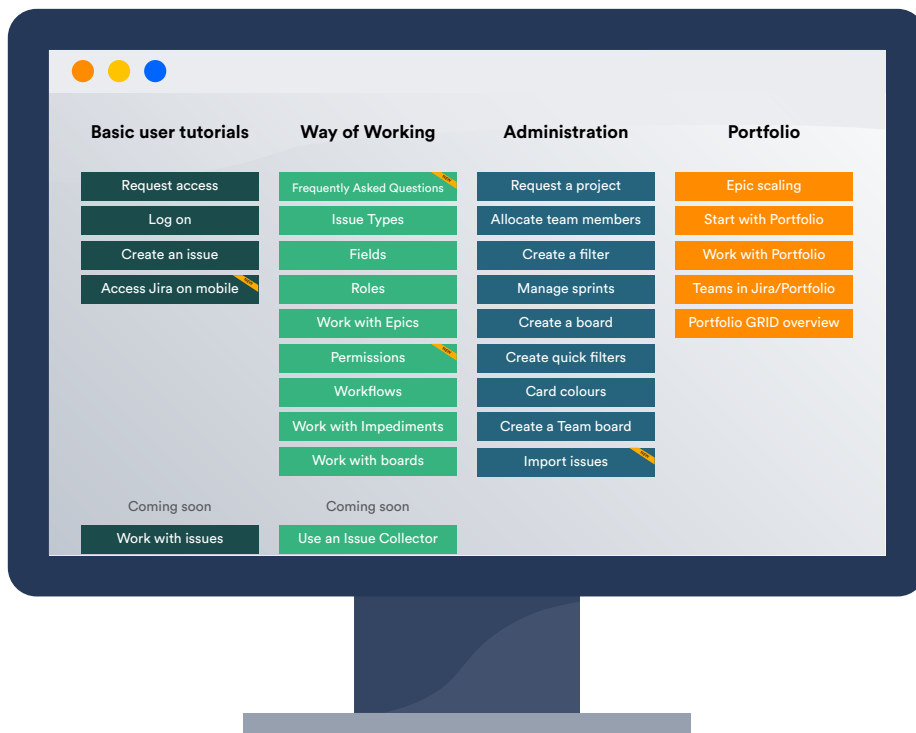 Basic user tutorials
Request access
Log on
Create an issue
Access Jira on mobile
Coming soon
Work with issues
Way of Working
Frequently Asked Questions
Issue Types
Fields
Roles
Work with Epics
Permissions
Workflows
Work with Impediments
Work with boards
Coming soon
Use an Issue Collector
Administration
Request a project
Allocate team members
Create a filter
Manage sprints
Create a board
Create quick filters
Card colours
Create a Team board
Import issues
Portfolio
Epic scaling
Start with Portfolio
Work with Portfolio
Teams in Jira/Portfolio
Portfolio GRID overview